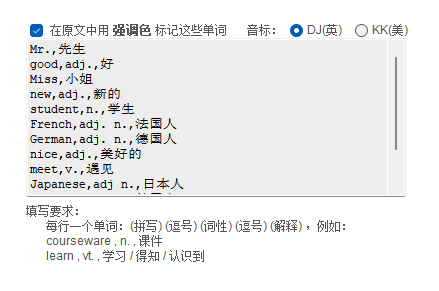 在原文中用 强调色 标记这些单词 音标： DJ(英) KK(美)
Mr.,先生
good,adj.,好
Miss,小姐
new,adj.,新的
student,n.,学生
French,adj. n.,法国人
German,adj. n.,德国人
nice,adj.,美好的
meet,v.,遇见
Japanese,adj n.,日本人
填写要求：
每行一个单词：(拼写) (逗号) (词性) (逗号) (解释) ，例如：
courseware , n. , 课件
learn , vt. , 学习 / 得知 / 认识到